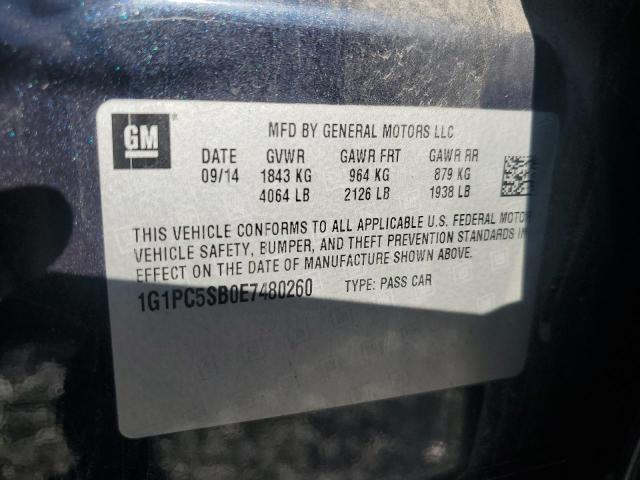 GM
MFD BY GENERAL MOTORS LLC
DATE GVWR GAWR FRT GAWR RR
09/14 1843 KG 964 KG 879 KG
4064 LB 2126 LB 1938 LB
THIS VEHICLE CONFORMS TO ALL APPLICABLE U.S. FEDERAL MOTOR
VEHICLE SAFETY, BUMPER, AND THEFT PREVENTION STANDARDS IN
EFFECT ON THE DATE OF MANUFACTURE SHOWN ABOVE.
1G1PC5SB0E7480260 TYPE: PASS CAR